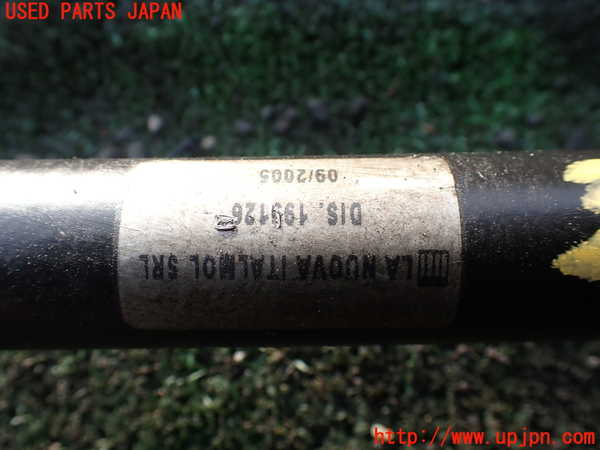 USED PARTS JAPAN
LA NUOVA ITALMOL SRL
DIS. 199126
09/2005
http://www.upjpn.com/